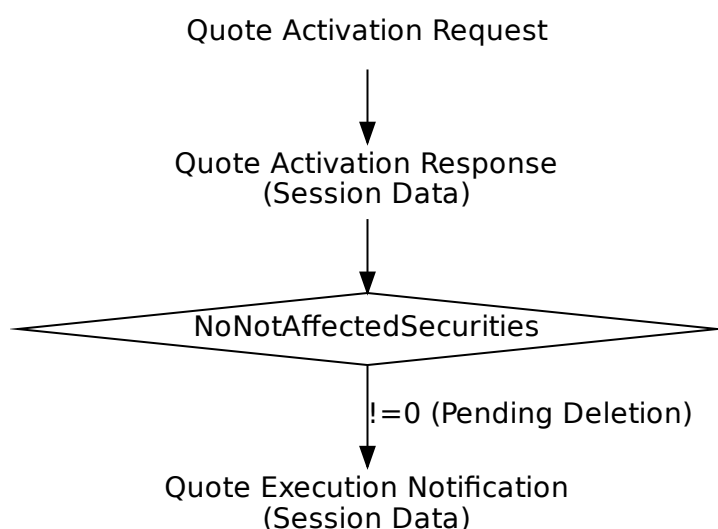 Quote Activation Request
Quote Activation Response
(Session Data)
NoNotAffectedSecurities
!=0 (Pending Deletion)
Quote Execution Notification
(Session Data)